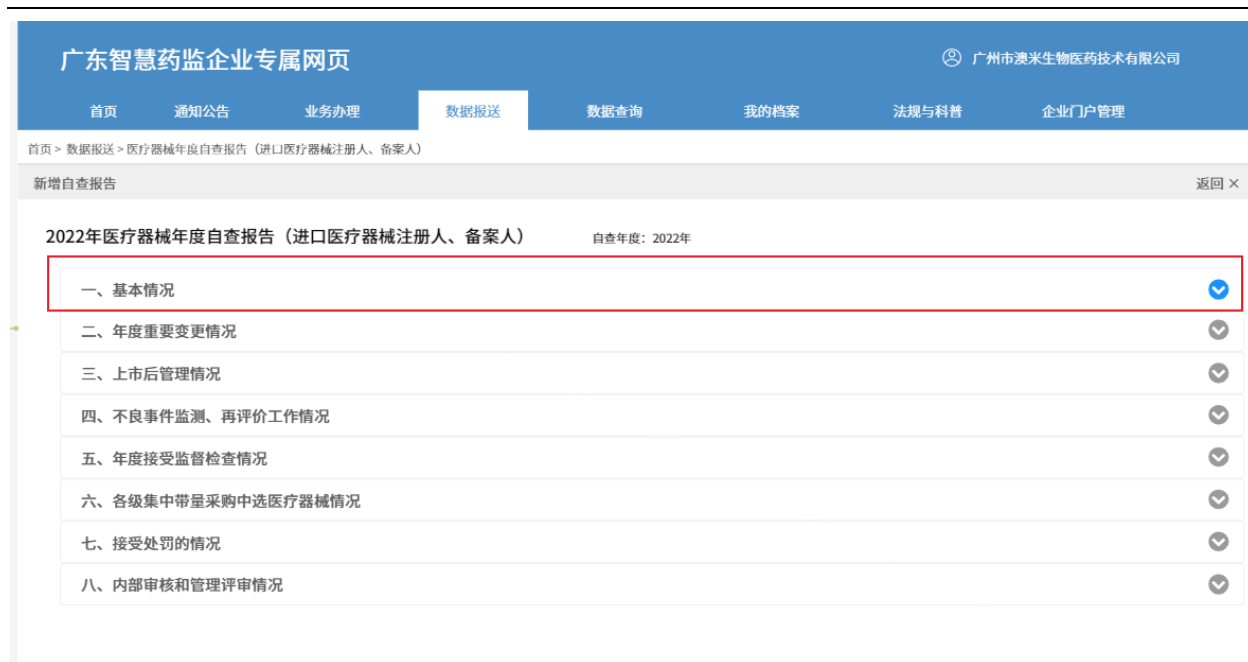 广东智慧药监企业专属网页
广州市澳米生物医药技术有限公司
首页 通知公告 业务办理 数据报送 数据查询 我的档案 法规与科普 企业门户管理
首页 > 数据报送 > 医疗器械年度自查报告（进口医疗器械注册人、备案人）
新增自查报告 返回 ×
2022年医疗器械年度自查报告（进口医疗器械注册人、备案人） 自查年度：2022年
一、基本情况
二、年度重要变更情况
三、上市后管理情况
四、不良事件监测、再评价工作情况
五、年度接受监督检查情况
六、各级集中带量采购中选医疗器械情况
七、接受处罚的情况
八、内部审核和管理评审情况